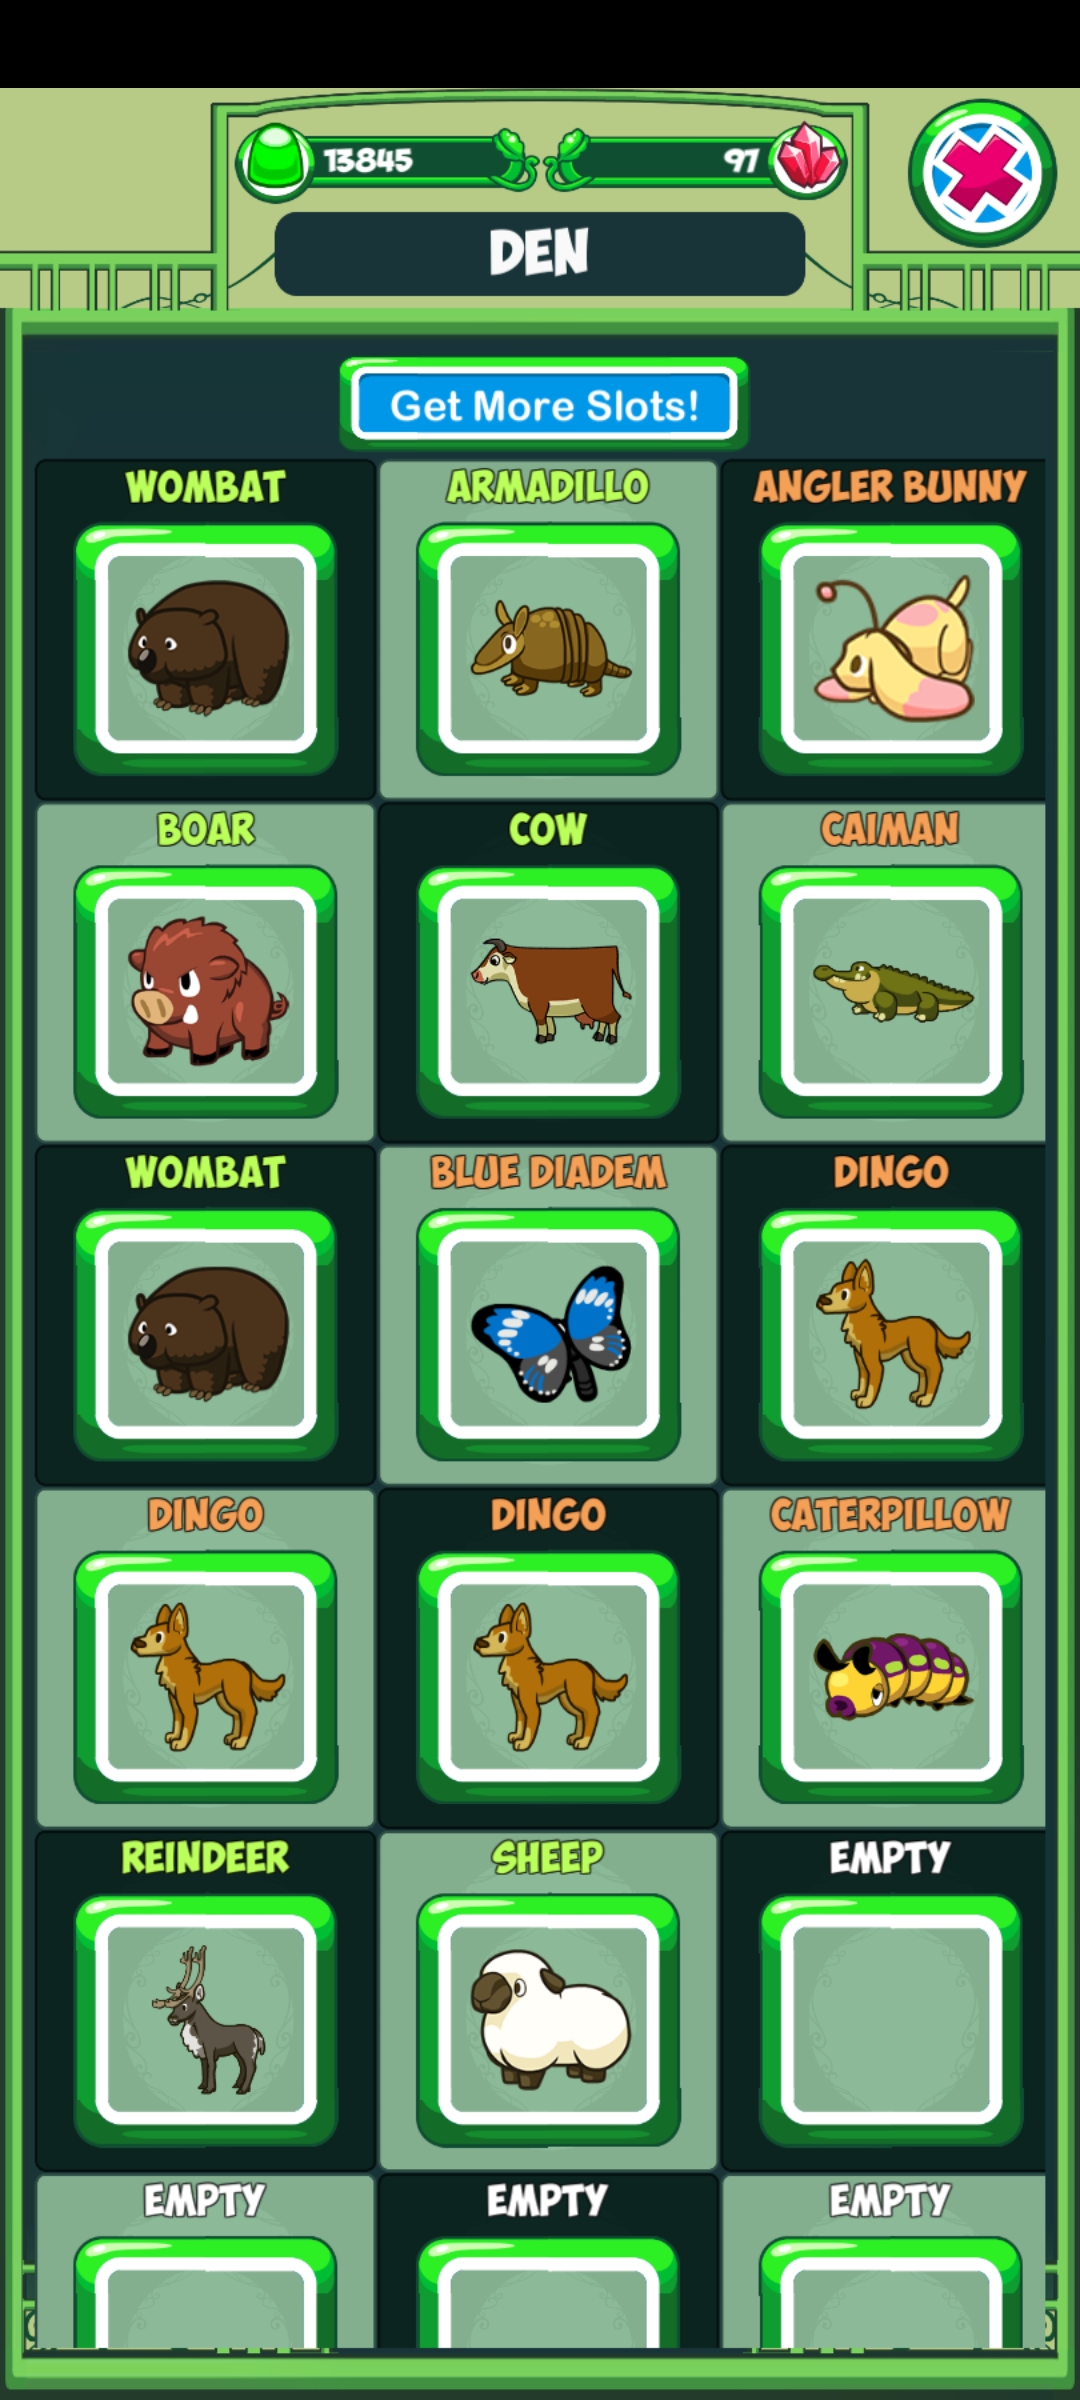 13845
97
DEN
Get More Slots!
WOMBAT
ARMADILLO
ANGLER BUNNY
BOAR
COW
CAIMAN
WOMBAT
BLUE DIADEM
DINGO
DINGO
DINGO
CATERPILLOW
REINDEER
SHEEP
EMPTY
EMPTY
EMPTY
EMPTY